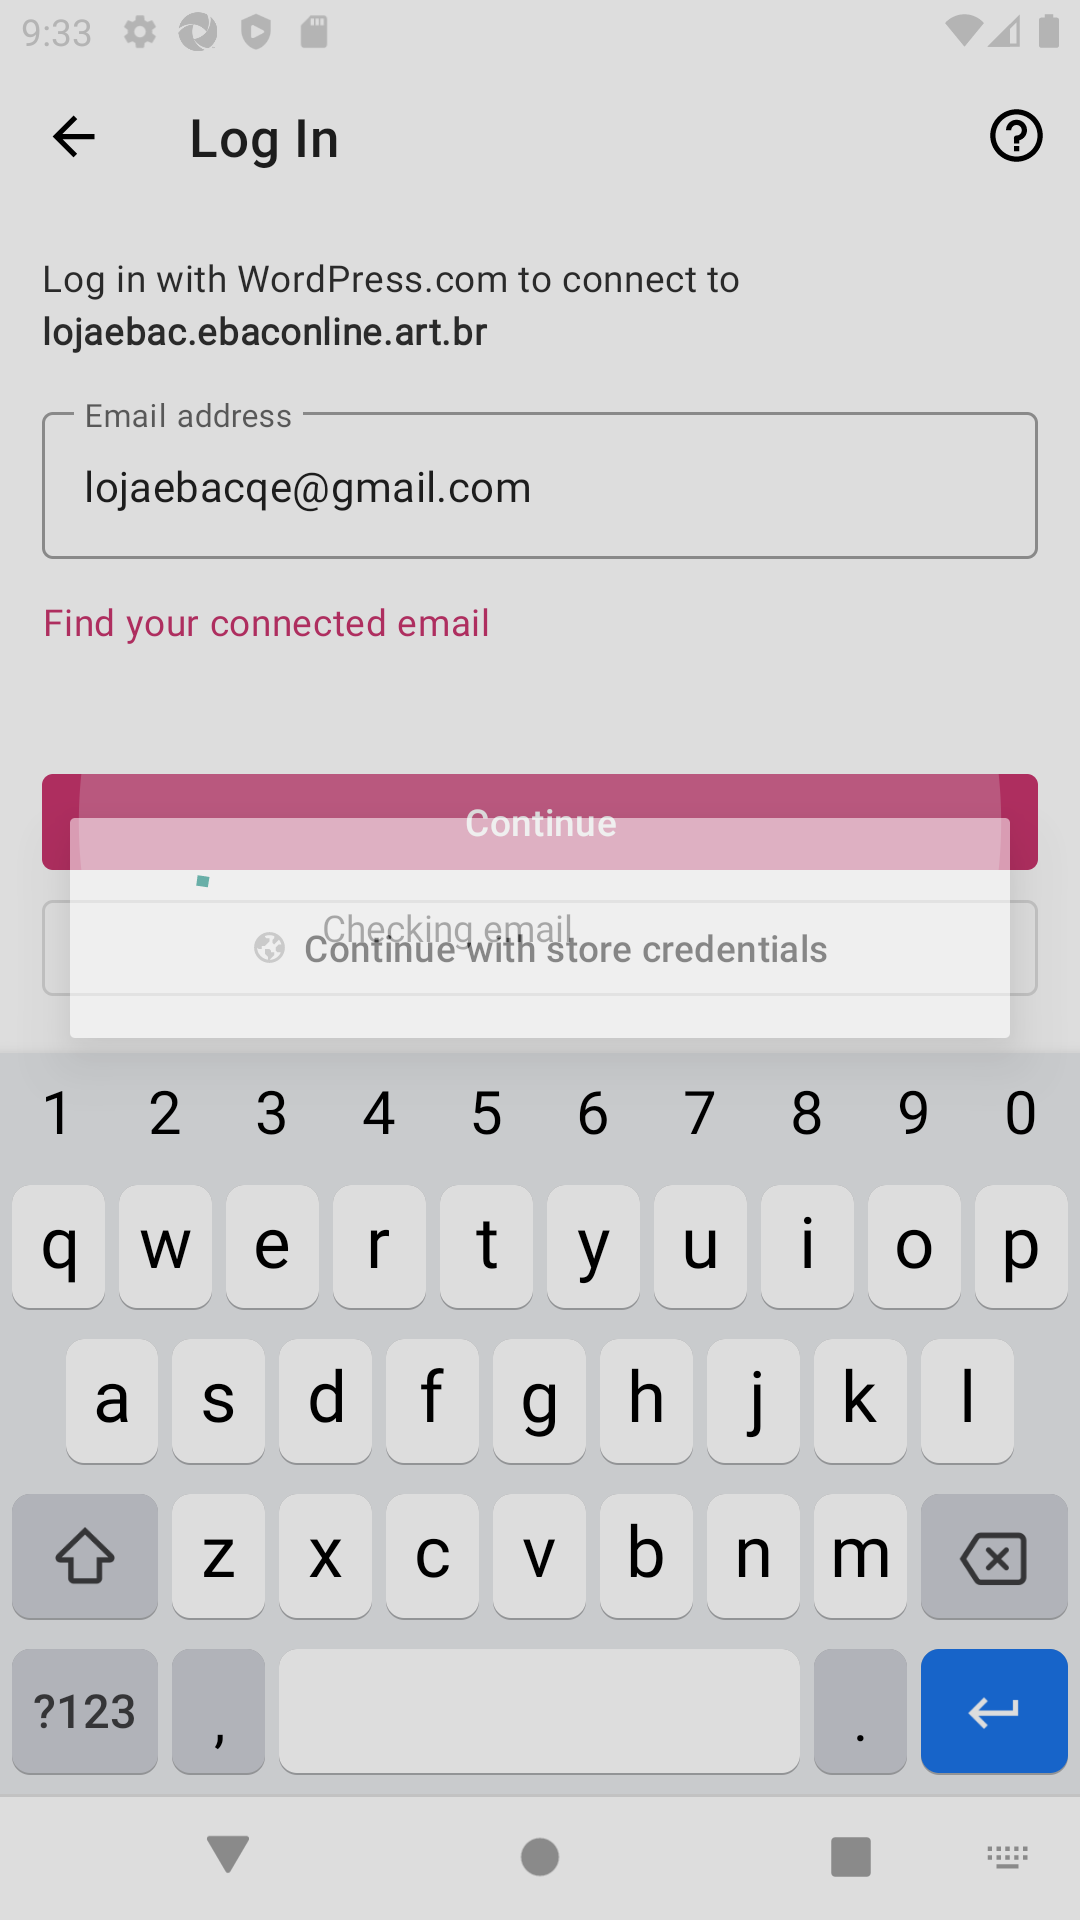 9:33
Log In
Log in with WordPress.com to connect to
lojaebac.ebaconline.art.br
Email address
lojaebacqe@gmail.com
Find your connected email
Continue
Checking email
Continue with store credentials
1 2 3 4 5 6 7 8 9 0
q w e r t y u i o p
a s d f g h j k l
z x c v b n m
?123 , .